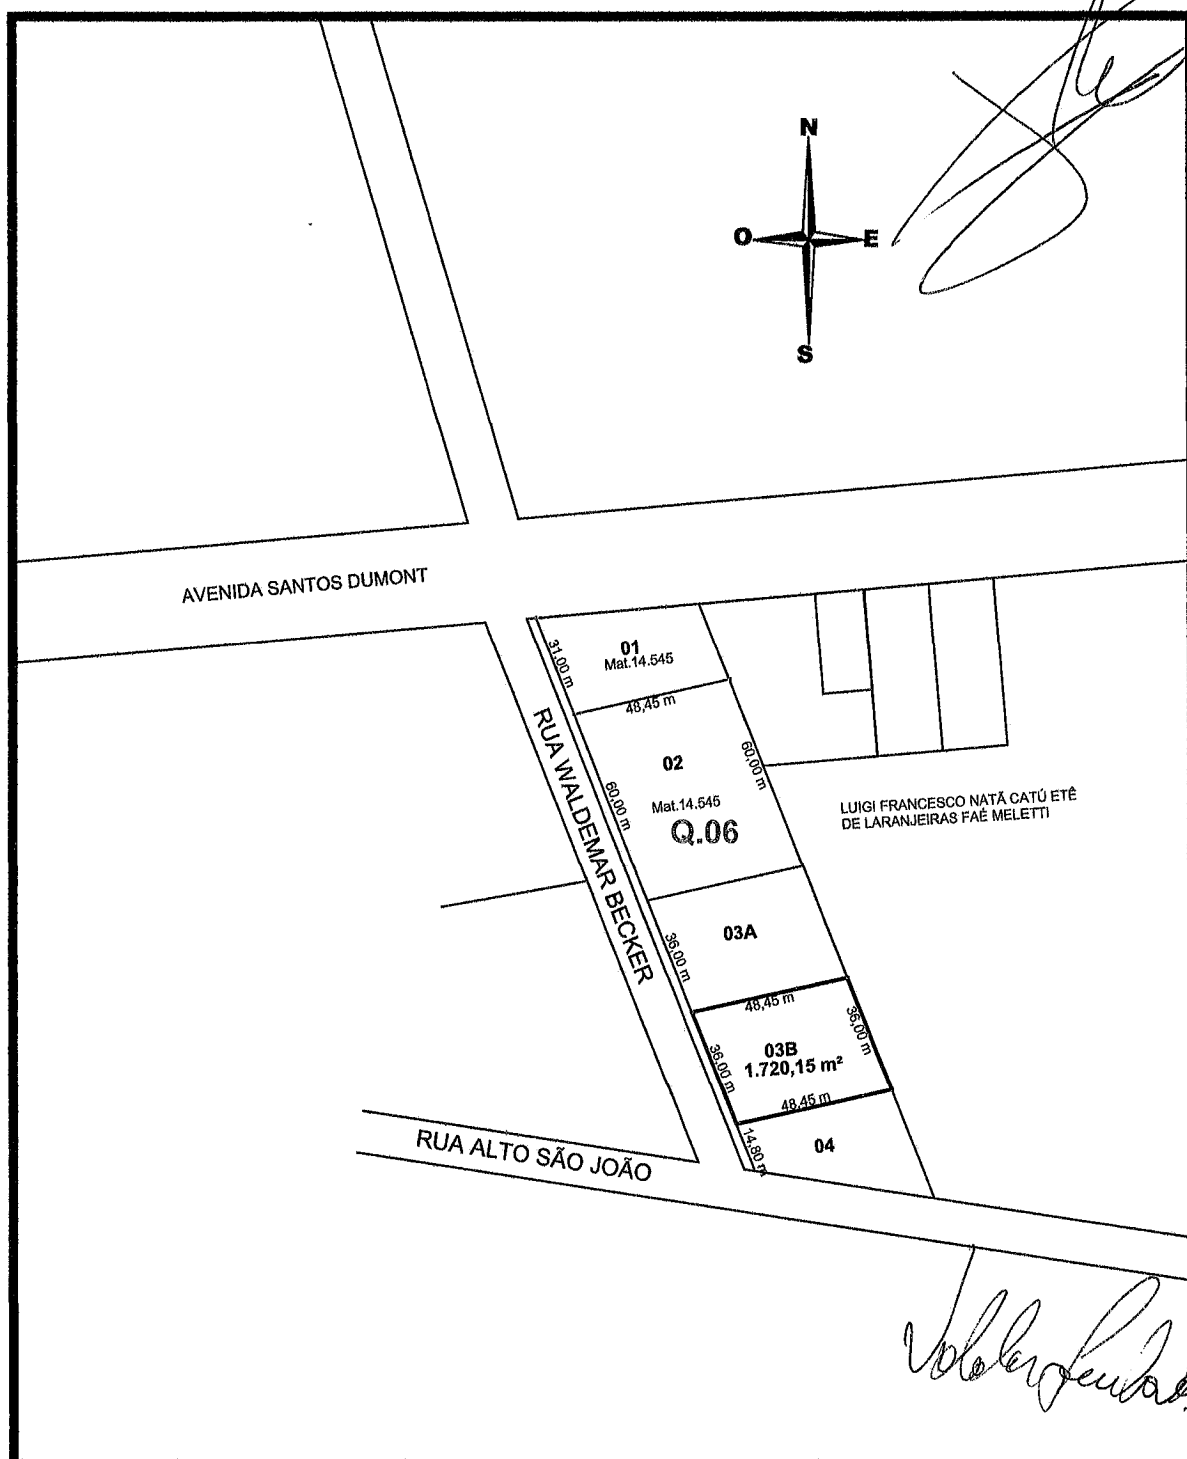 N
O
E
S
AVENIDA SANTOS DUMONT
31,00 m
01
Mat.14.545
48,45 m
RUA WALDEMAR BECKER
02
60,00 m
60,00 m
Mat.14.545
Q.06
LUIGI FRANCESCO NATÃ CATÚ ETÊ
DE LARANJEIRAS FAÉ MELETTI
03A
36,00 m
48,45 m
36,00 m
36,00 m
03B
1.720,15 m²
48,45 m
14,80 m
04
RUA ALTO SÃO JOÃO